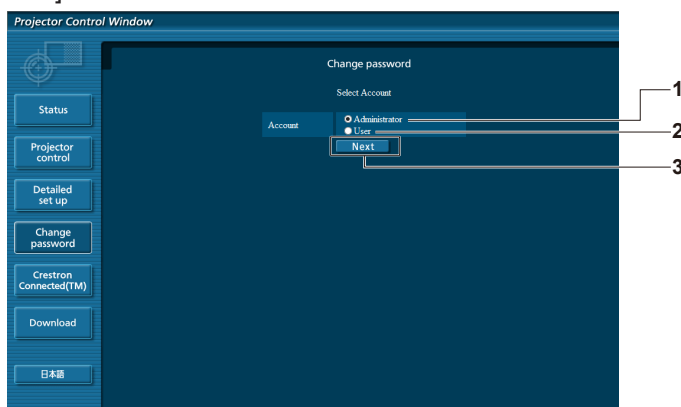 ]
Projector Control Window
Change password
Select Account
Account
Administrator
User
Next
Status
Projector
control
Detailed
set up
Change
password
Crestron
Connected(TM)
Download
日本語
1
2
3